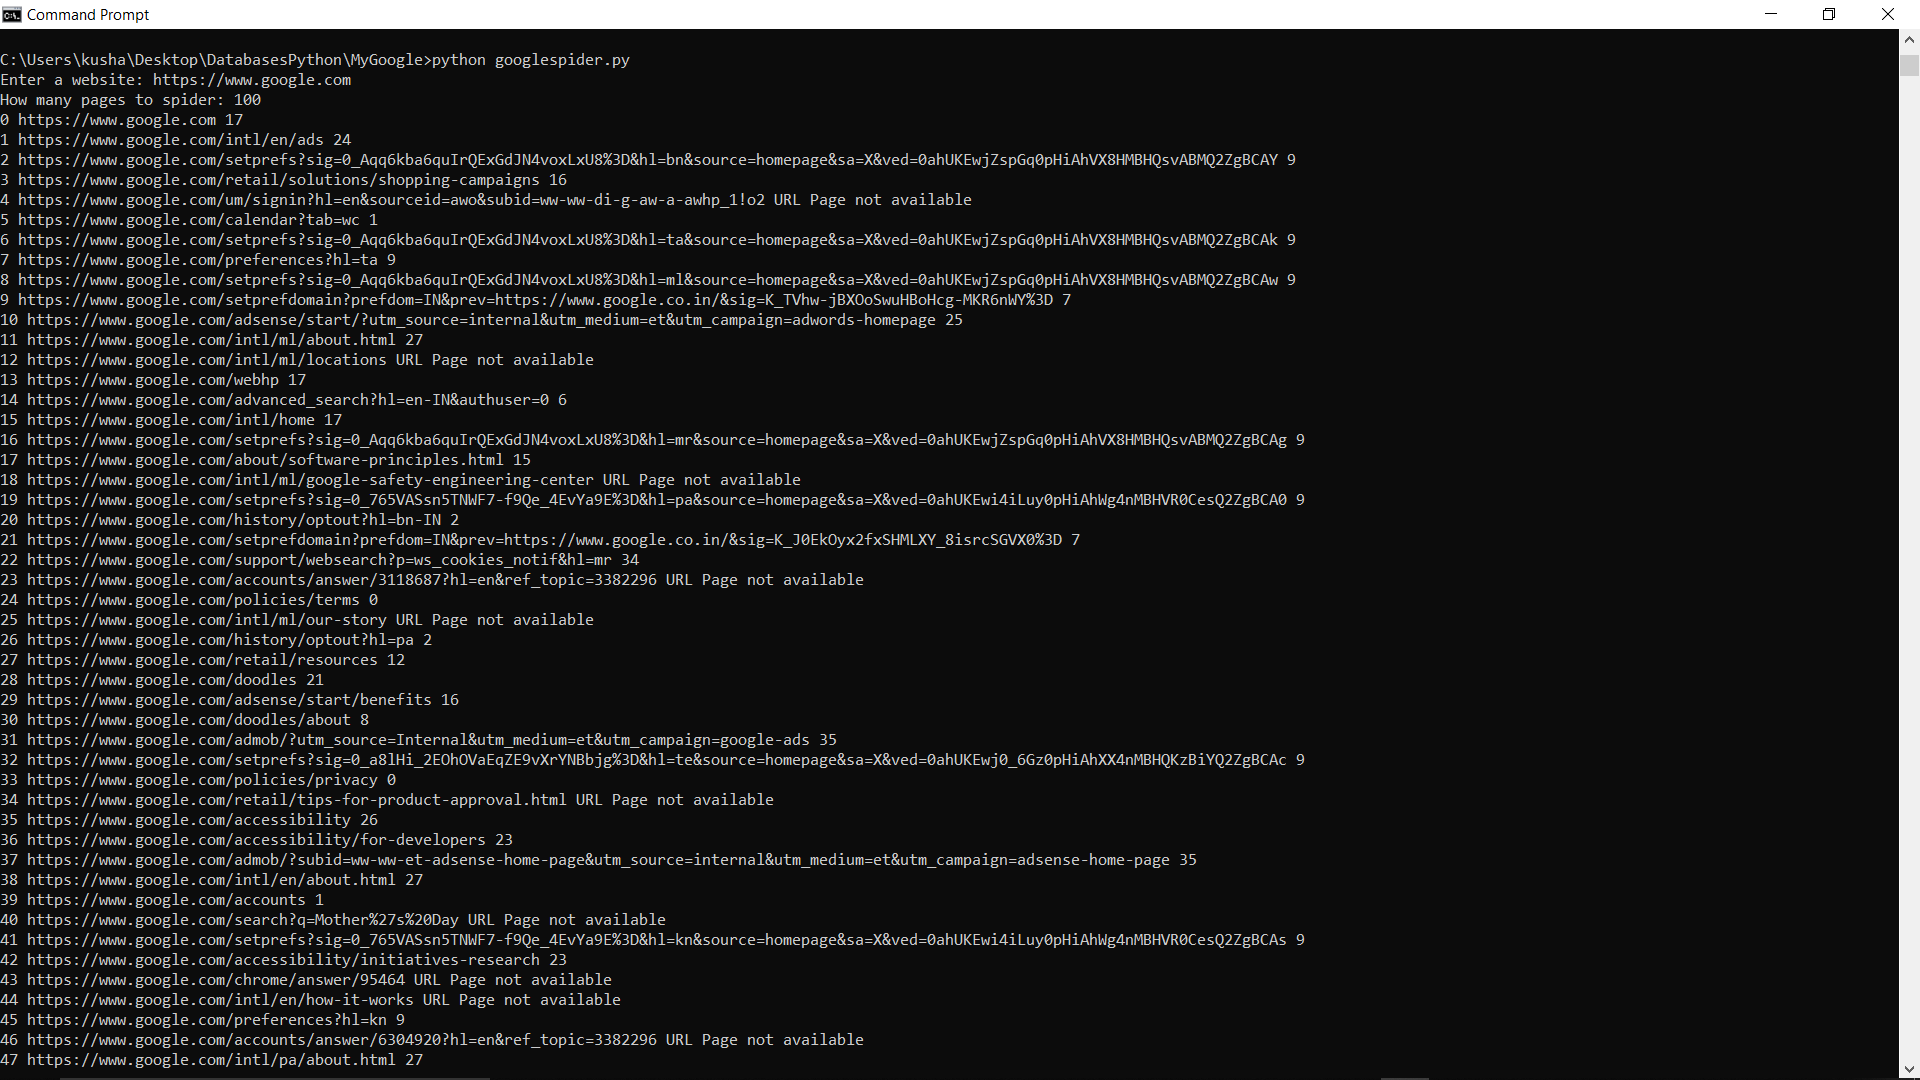 Command Prompt
C:\Users\kusha\Desktop\DatabasesPython\MyGoogle>python googlespider.py
Enter a website: https://www.google.com
How many pages to spider: 100
0 https://www.google.com 17
1 https://www.google.com/intl/en/ads 24
2 https://www.google.com/setprefs?sig=0_Aqq6kba6quIrQExGdJN4voxLxU8%3D&hl=bn&source=homepage&sa=X&ved=0ahUKEwjZspGq0pHiAhVX8HMBHQsvABMQ2ZgBCAY 9
3 https://www.google.com/retail/solutions/shopping-campaigns 16
4 https://www.google.com/um/signin?hl=en&sourceid=awo&subid=ww-ww-di-g-aw-a-awhp_1!o2 URL Page not available
5 https://www.google.com/calendar?tab=wc 1
6 https://www.google.com/setprefs?sig=0_Aqq6kba6quIrQExGdJN4voxLxU8%3D&hl=ta&source=homepage&sa=X&ved=0ahUKEwjZspGq0pHiAhVX8HMBHQsvABMQ2ZgBCAk 9
7 https://www.google.com/preferences?hl=ta 9
8 https://www.google.com/setprefs?sig=0_Aqq6kba6quIrQExGdJN4voxLxU8%3D&hl=ml&source=homepage&sa=X&ved=0ahUKEwjZspGq0pHiAhVX8HMBHQsvABMQ2ZgBCAw 9
9 https://www.google.com/setprefdomain?prefdom=IN&prev=https://www.google.co.in/&sig=K_TVhw-jBXOoSwuHBoHcg-MKR6nWY%3D 7
10 https://www.google.com/adsense/start/?utm_source=internal&utm_medium=et&utm_campaign=adwords-homepage 25
11 https://www.google.com/intl/ml/about.html 27
12 https://www.google.com/intl/ml/locations URL Page not available
13 https://www.google.com/webhp 17
14 https://www.google.com/advanced_search?hl=en-IN&authuser=0 6
15 https://www.google.com/intl/home 17
16 https://www.google.com/setprefs?sig=0_Aqq6kba6quIrQExGdJN4voxLxU8%3D&hl=mr&source=homepage&sa=X&ved=0ahUKEwjZspGq0pHiAhVX8HMBHQsvABMQ2ZgBCAg 9
17 https://www.google.com/about/software-principles.html 15
18 https://www.google.com/intl/ml/google-safety-engineering-center URL Page not available
19 https://www.google.com/setprefs?sig=0_765VASsn5TNWF7-f9Qe_4EvYa9E%3D&hl=pa&source=homepage&sa=X&ved=0ahUKEwi4iLuy0pHiAhWg4nMBHVR0CesQ2ZgBCA0 9
20 https://www.google.com/history/optout?hl=bn-IN 2
21 https://www.google.com/setprefdomain?prefdom=IN&prev=https://www.google.co.in/&sig=K_J0EkOyx2fxSHMLXY_8isrcSGVX0%3D 7
22 https://www.google.com/support/websearch?p=ws_cookies_notif&hl=mr 34
23 https://www.google.com/accounts/answer/3118687?hl=en&ref_topic=3382296 URL Page not available
24 https://www.google.com/policies/terms 0
25 https://www.google.com/intl/ml/our-story URL Page not available
26 https://www.google.com/history/optout?hl=pa 2
27 https://www.google.com/retail/resources 12
28 https://www.google.com/doodles 21
29 https://www.google.com/adsense/start/benefits 16
30 https://www.google.com/doodles/about 8
31 https://www.google.com/admob/?utm_source=Internal&utm_medium=et&utm_campaign=google-ads 35
32 https://www.google.com/setprefs?sig=0_a8lHi_2EOhOVaEqZE9vXrYNBbjg%3D&hl=te&source=homepage&sa=X&ved=0ahUKEwj0_6Gz0pHiAhXX4nMBHQKzBiYQ2ZgBCAc 9
33 https://www.google.com/policies/privacy 0
34 https://www.google.com/retail/tips-for-product-approval.html URL Page not available
35 https://www.google.com/accessibility 26
36 https://www.google.com/accessibility/for-developers 23
37 https://www.google.com/admob/?subid=ww-ww-et-adsense-home-page&utm_source=internal&utm_medium=et&utm_campaign=adsense-home-page 35
38 https://www.google.com/intl/en/about.html 27
39 https://www.google.com/accounts 1
40 https://www.google.com/search?q=Mother%27s%20Day URL Page not available
41 https://www.google.com/setprefs?sig=0_765VASsn5TNWF7-f9Qe_4EvYa9E%3D&hl=kn&source=homepage&sa=X&ved=0ahUKEwi4iLuy0pHiAhWg4nMBHVR0CesQ2ZgBCAs 9
42 https://www.google.com/accessibility/initiatives-research 23
43 https://www.google.com/chrome/answer/95464 URL Page not available
44 https://www.google.com/intl/en/how-it-works URL Page not available
45 https://www.google.com/preferences?hl=kn 9
46 https://www.google.com/accounts/answer/6304920?hl=en&ref_topic=3382296 URL Page not available
47 https://www.google.com/intl/pa/about.html 27